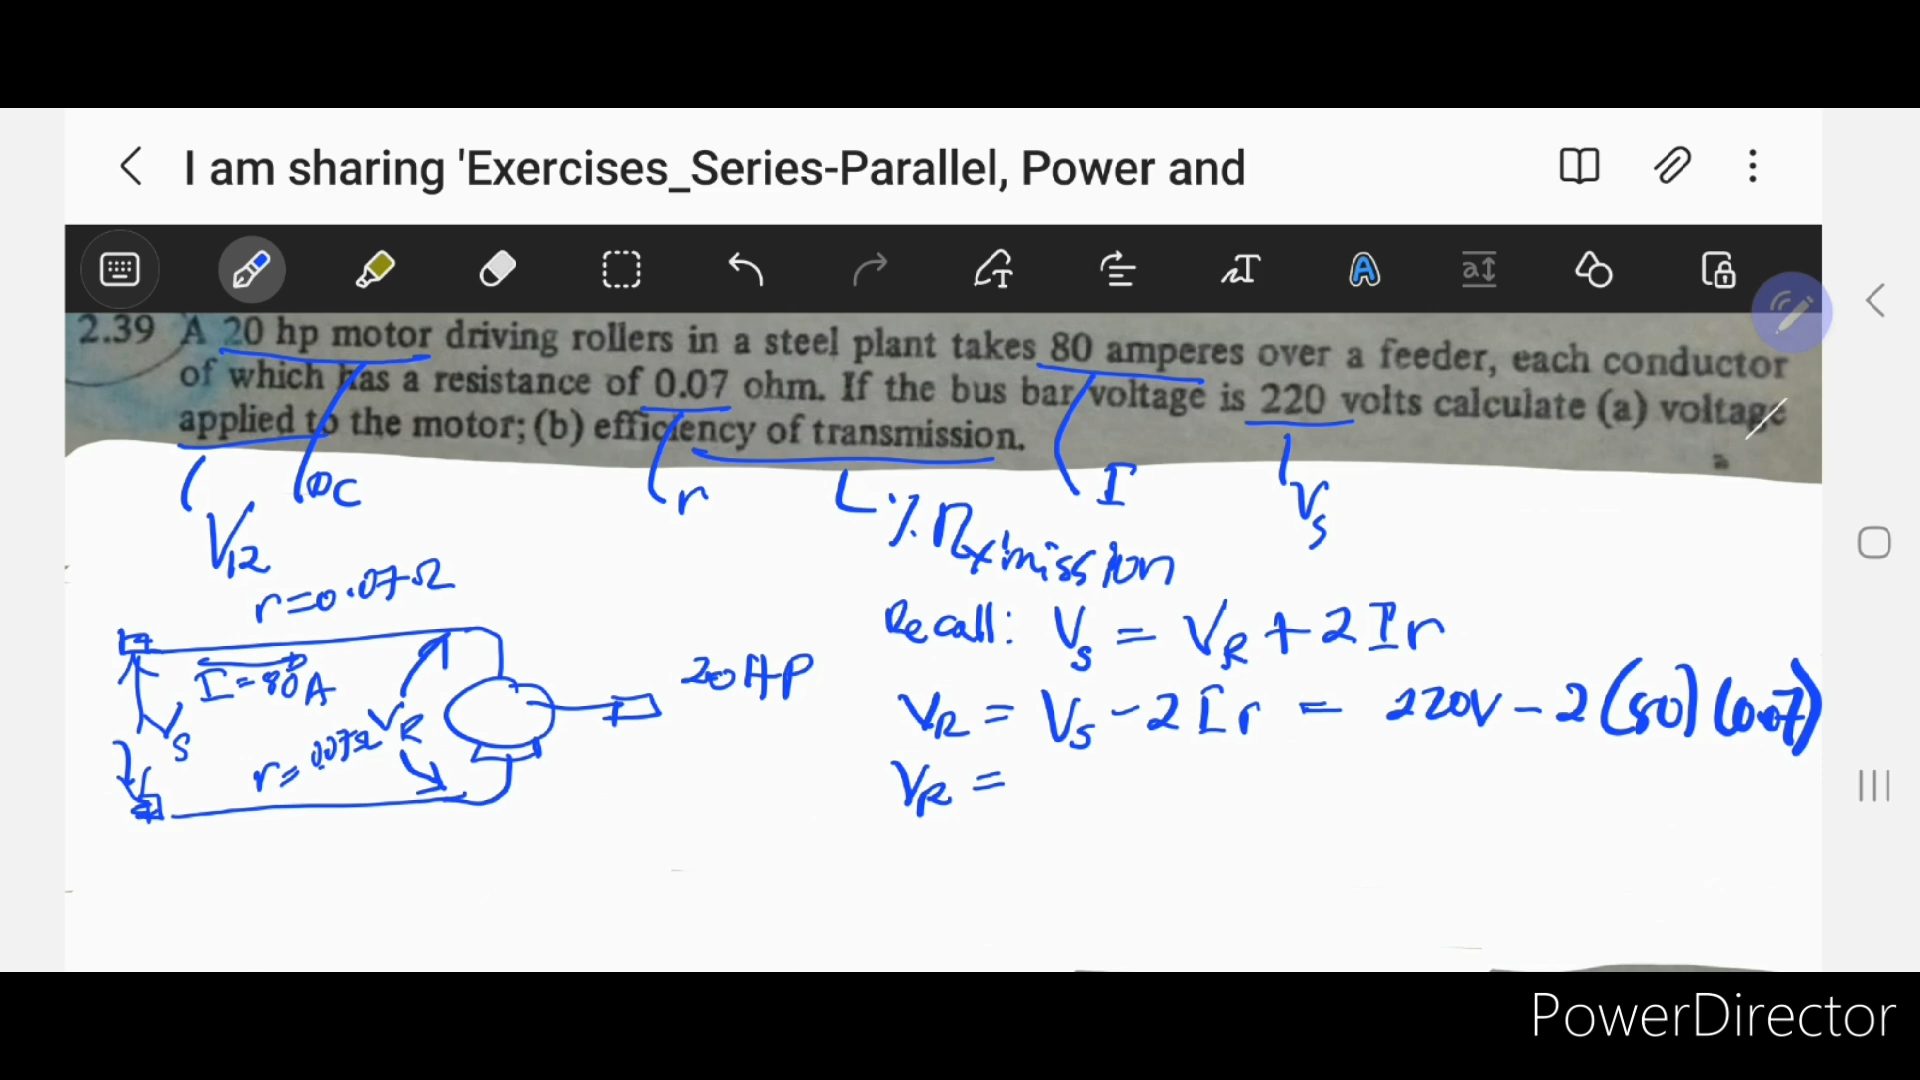 I am sharing 'Exercises_Series-Parallel, Power and
2.39 A 20 hp motor driving rollers in a steel plant takes 80 amperes over a feeder, each conductor
of which has a resistance of 0.07 ohm. If the bus bar voltage is 220 volts calculate (a) voltage
applied to the motor; (b) efficiency of transmission.
DC
r
I
Vs
VR
% nxmission
r=0.07Ω
I=80A
VR
Vs
r=0.07Ω
20HP
Recall: Vs = VR + 2Ir
VR = Vs - 2Ir = 220V - 2(80)(0.07)
VR =
PowerDirector